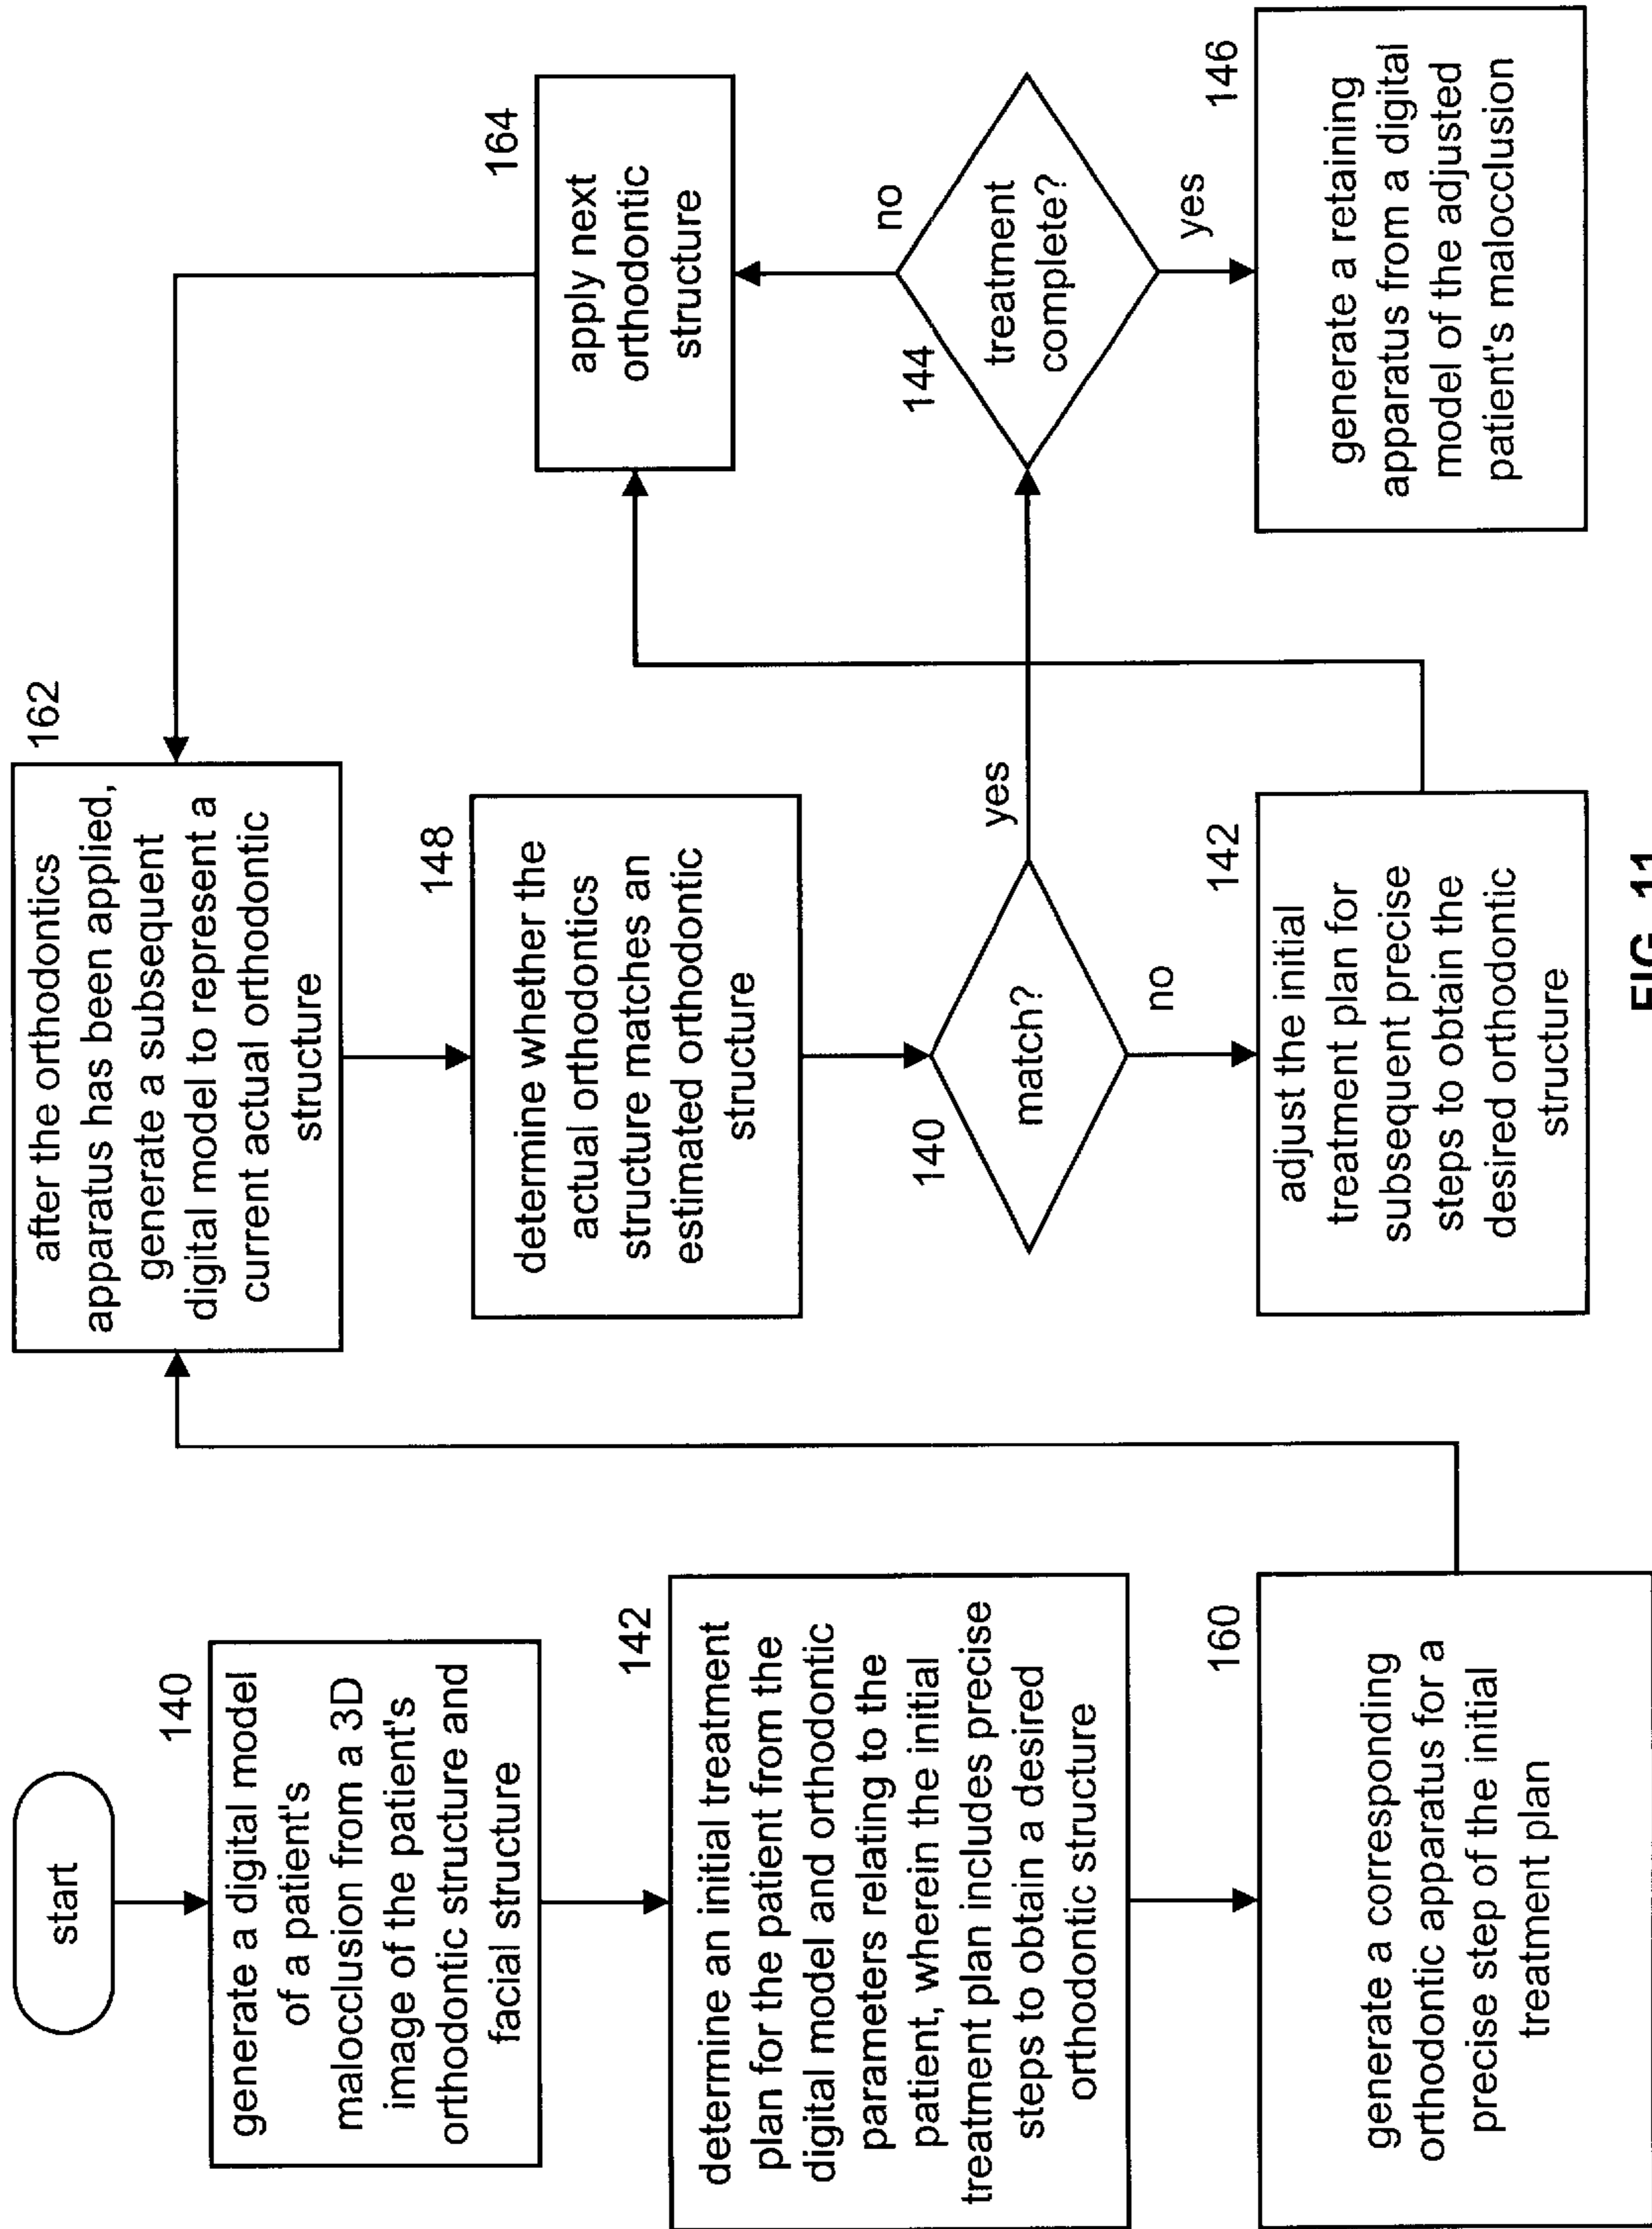 start
140
generate a digital model
of a patient's
malocclusion from a 3D
image of the patient's
orthodontic structure and
facial structure
142
determine an initial treatment
plan for the patient from the
digital model and orthodontic
parameters relating to the
patient, wherein the initial
treatment plan includes precise
steps to obtain a desired
orthodontic structure
160
generate a corresponding
orthodontic apparatus for a
precise step of the initial
treatment plan
162
after the orthodontics
apparatus has been applied,
generate a subsequent
digital model to represent a
current actual orthodontic
structure
148
determine whether the
actual orthodontics
structure matches an
estimated orthodontic
structure
140
match?
yes
no
142
adjust the initial
treatment plan for
subsequent precise
steps to obtain the
desired orthodontic
structure
164
apply next
orthodontic
structure
no
144
treatment
complete?
yes
146
generate a retaining
apparatus from a digital
model of the adjusted
patient's malocclusion
FIG. 11